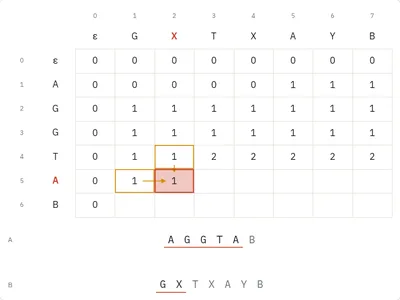 0 1 2 3 4 5 6 7
ε G X T X A Y B
0 ε 0 0 0 0 0 0 0 0
1 A 0 0 0 0 0 1 1 1
2 G 0 1 1 1 1 1 1 1
3 G 0 1 1 1 1 1 1 1
4 T 0 1 1 2 2 2 2 2
5 A 0 1 1
6 B 0
A A G G T A B
B G X T X A Y B